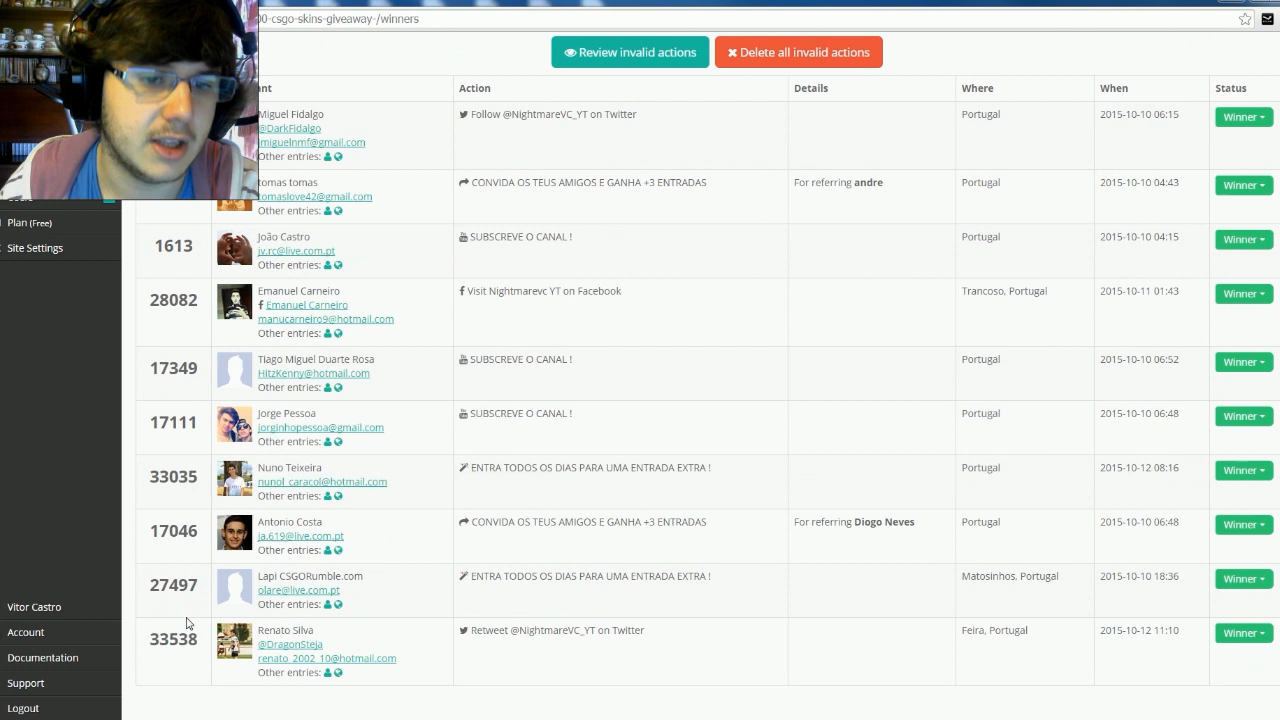 00-csgo-skins-giveaway-/winners
Review invalid actions
Delete all invalid actions
ant Action Details Where When Status
Miguel Fidalgo
@DarkFidalgo
miguelnmf@gmail.com
Other entries:
Follow @NightmareVC_YT on Twitter
Portugal
2015-10-10 06:15
Winner
tomas tomas
tomaslove42@gmail.com
Other entries:
CONVIDA OS TEUS AMIGOS E GANHA +3 ENTRADAS
For referring andre
Portugal
2015-10-10 04:43
Winner
1613
João Castro
jv.rc@live.com.pt
Other entries:
SUBSCREVE O CANAL !
Portugal
2015-10-10 04:15
Winner
28082
Emanuel Carneiro
Emanuel Carneiro
manucarneiro9@hotmail.com
Other entries:
Visit Nightmarevc YT on Facebook
Trancoso, Portugal
2015-10-11 01:43
Winner
17349
Tiago Miguel Duarte Rosa
HitzKenny@hotmail.com
Other entries:
SUBSCREVE O CANAL !
Portugal
2015-10-10 06:52
Winner
17111
Jorge Pessoa
jorginhopessoa@gmail.com
Other entries:
SUBSCREVE O CANAL !
Portugal
2015-10-10 06:48
Winner
33035
Nuno Teixeira
nunol_caracol@hotmail.com
Other entries:
ENTRA TODOS OS DIAS PARA UMA ENTRADA EXTRA !
Portugal
2015-10-12 08:16
Winner
17046
Antonio Costa
ja.619@live.com.pt
Other entries:
CONVIDA OS TEUS AMIGOS E GANHA +3 ENTRADAS
For referring Diogo Neves
Portugal
2015-10-10 06:48
Winner
27497
Lapi CSGORumble.com
olare@live.com.pt
Other entries:
ENTRA TODOS OS DIAS PARA UMA ENTRADA EXTRA !
Matosinhos, Portugal
2015-10-10 18:36
Winner
33538
Renato Silva
@DragonSteja
renato_2002_10@hotmail.com
Other entries:
Retweet @NightmareVC_YT on Twitter
Feira, Portugal
2015-10-12 11:10
Winner
Plan (Free)
Site Settings
Vitor Castro
Account
Documentation
Support
Logout